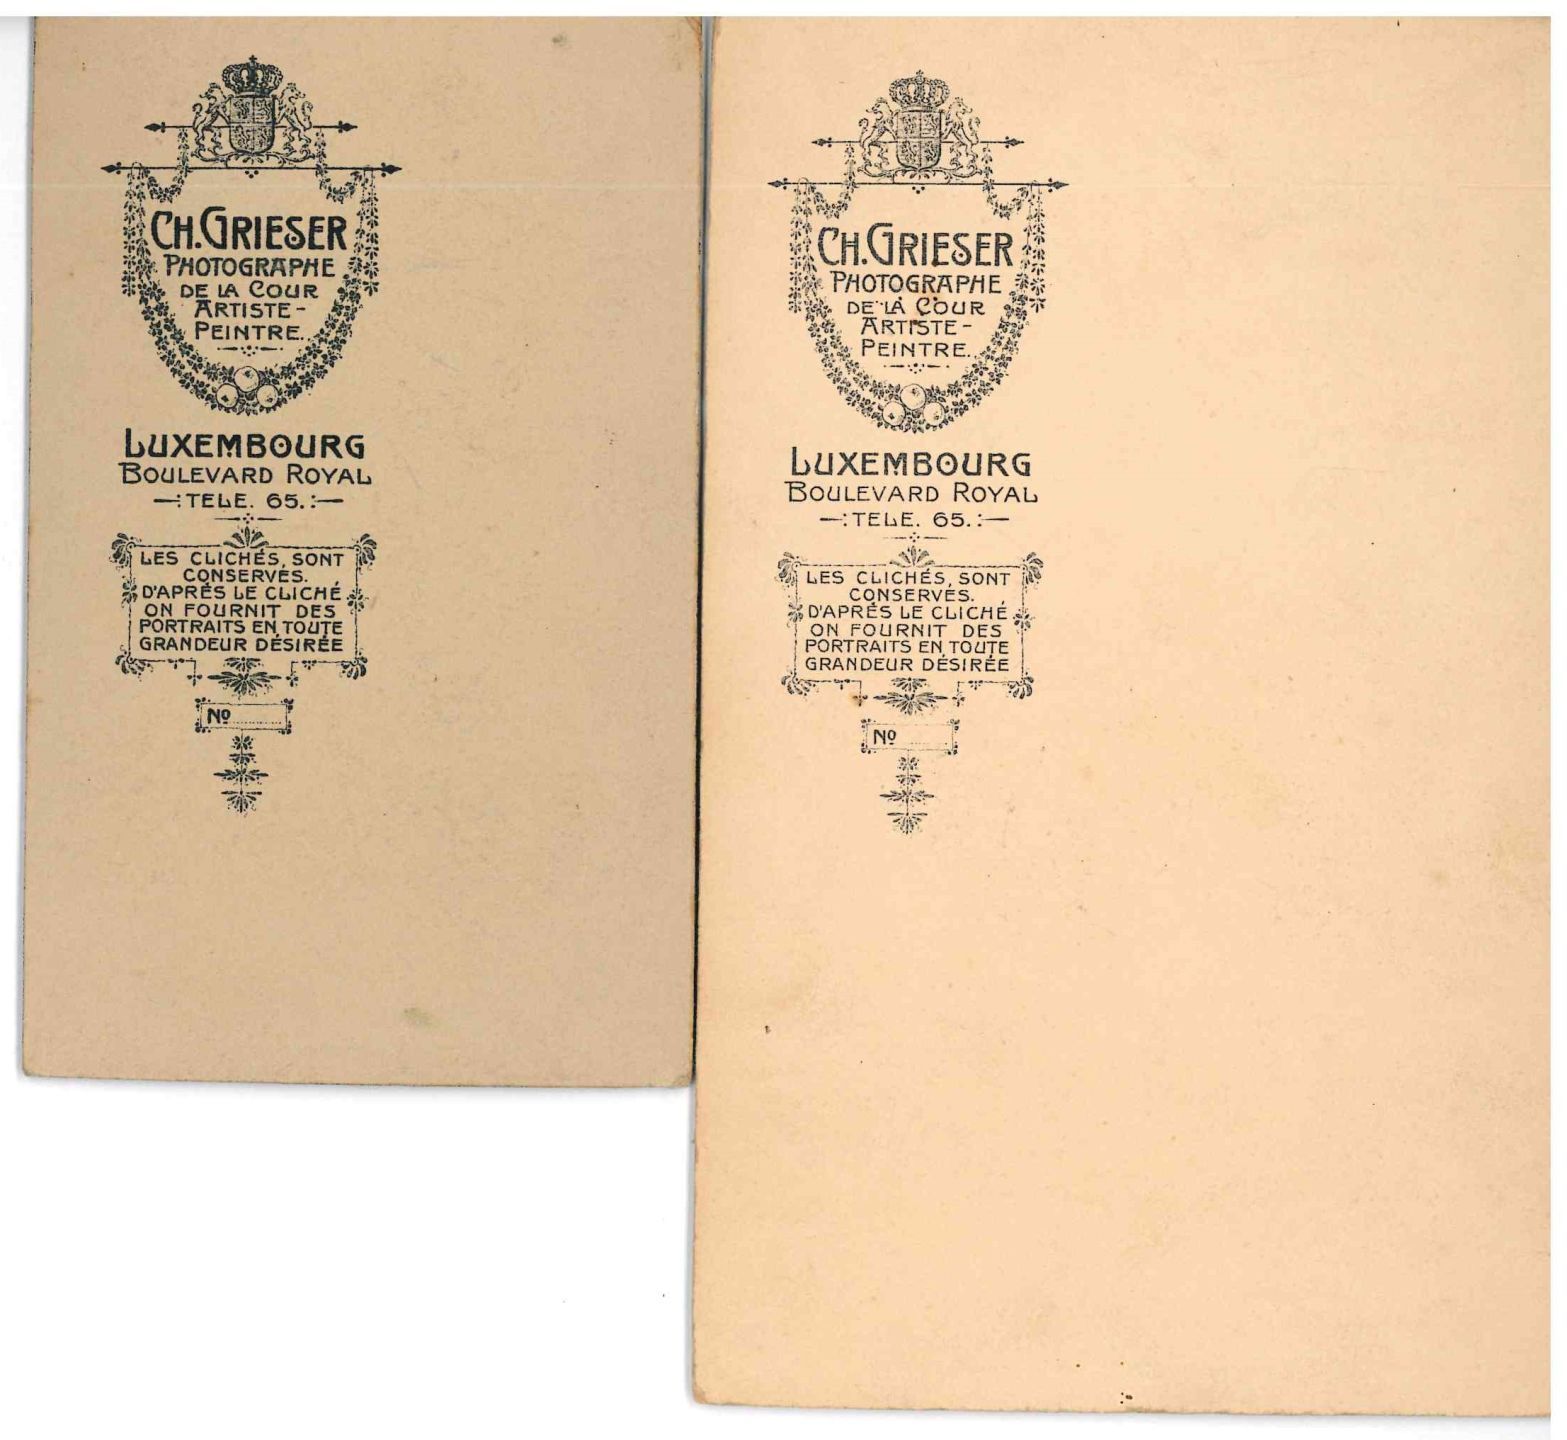 CH. GRIESER
PHOTOGRAPHE
DE LA COUR
ARTISTE-
PEINTRE.
LUXEMBOURG
BOULEVARD ROYAL
—:TELE. 65.:—
LES CLICHÉS, SONT
CONSERVÉS.
D'APRÈS LE CLICHÉ
ON FOURNIT DES
PORTRAITS EN TOUTE
GRANDEUR DÉSIRÉE
Nº
CH. GRIESER
PHOTOGRAPHE
DE LA COUR
ARTISTE-
PEINTRE.
LUXEMBOURG
BOULEVARD ROYAL
—:TELE. 65.:—
LES CLICHÉS, SONT
CONSERVÉS.
D'APRÈS LE CLICHÉ
ON FOURNIT DES
PORTRAITS EN TOUTE
GRANDEUR DÉSIRÉE
Nº